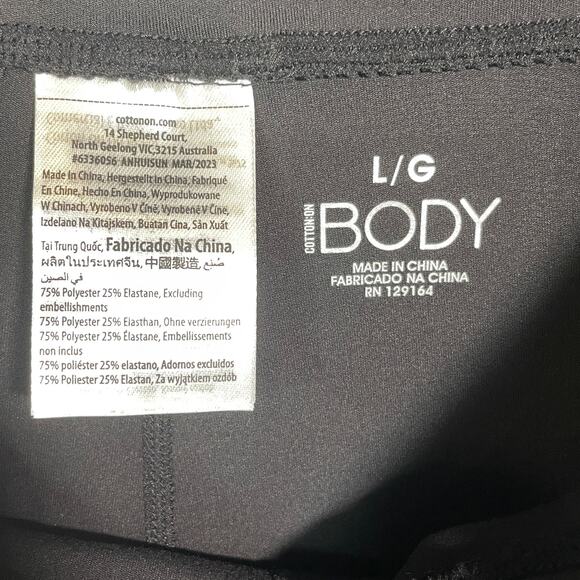 cottonon.com
14 Shepherd Court,
North Geelong VIC,3215 Australia
#6336056 ANHUISUN MAR/2023
Made In China, Hergestellt In China, Fabriqué
En Chine, Hecho En China, Wyprodukowane
W Chinach, Vyrobeno V Číně, Vyrobené V Číne,
Izdelano Na Kitajskem, Buatan Cina, Sản Xuất
Tại Trung Quốc, Fabricado Na China,
ผลิตในประเทศจีน, 中國製造, صُنع
في الصين
75% Polyester 25% Elastane, Excluding
embellishments
75% Polyester 25% Elasthan, Ohne verzierungen
75% Polyester 25% Élastane, Embellissements
non inclus
75% poliéster 25% elastano, Adornos excluidos
75% Poliester 25% Elastan, Za wyjątkiem ozdób
L/G
COTTON:ON
BODY
MADE IN CHINA
FABRICADO NA CHINA
RN 129164